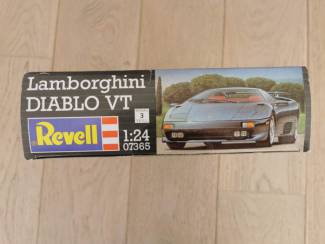 Lamborghini
DIABLO VT
3
Revell
1:24
07365